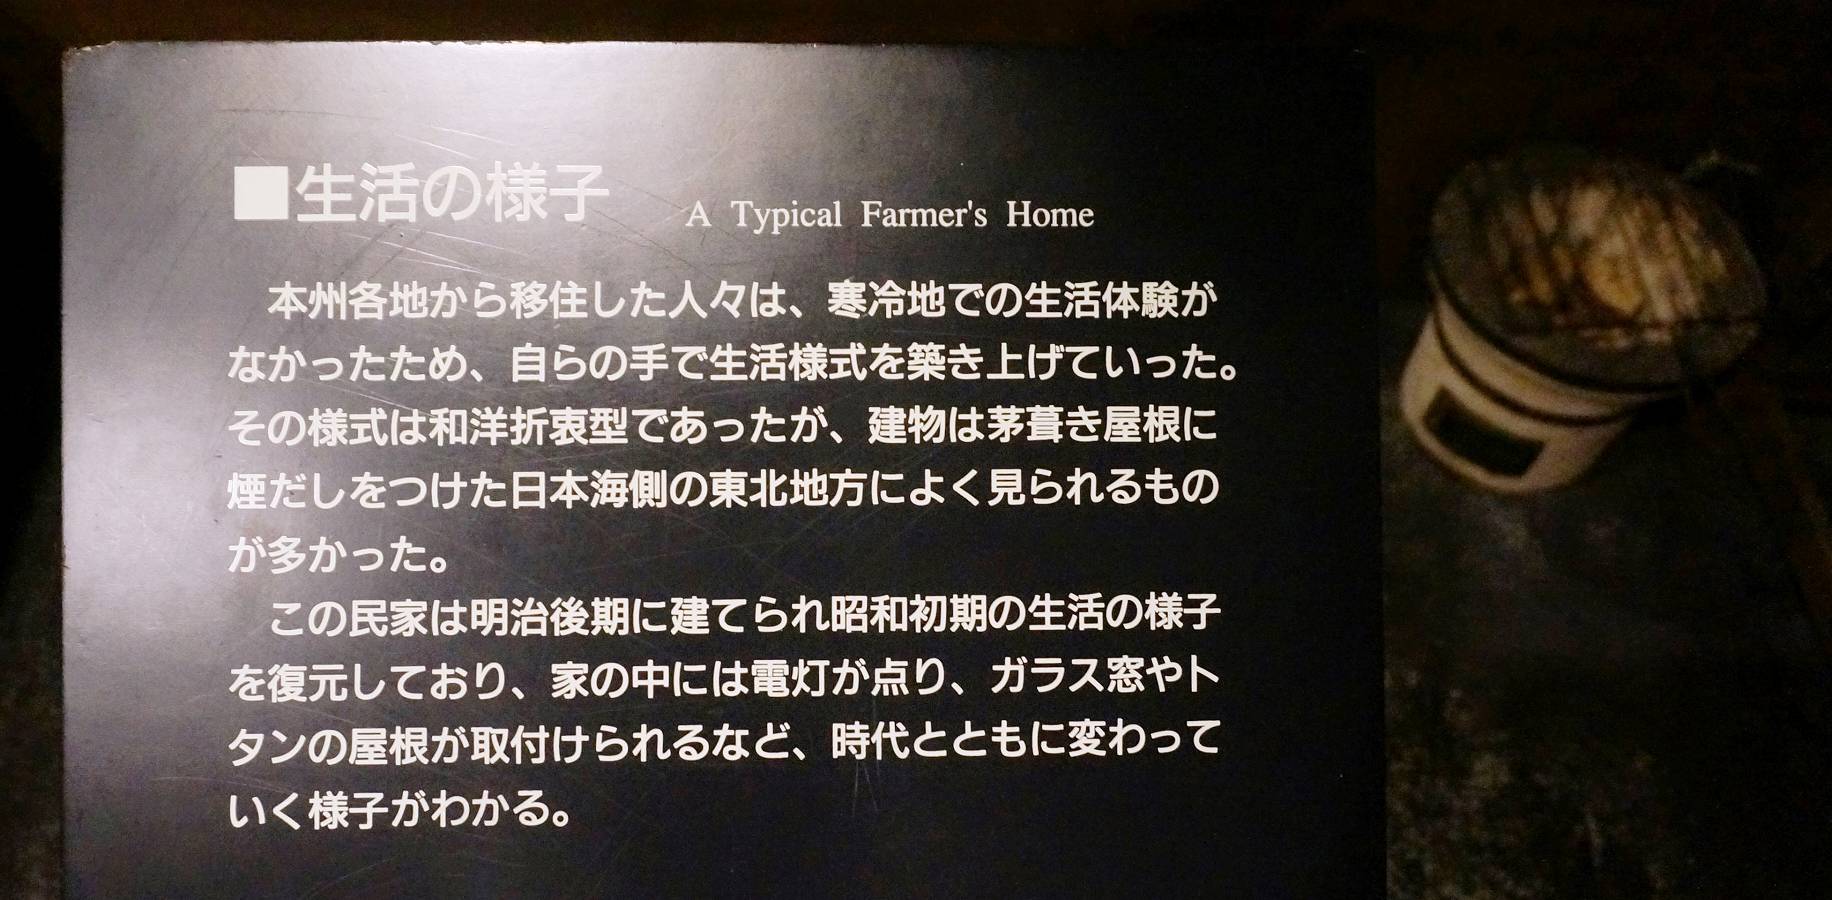 ■生活の様子 A Typical Farmer's Home
本州各地から移住した人々は、寒冷地での生活体験が
なかったため、自らの手で生活様式を築き上げていった。
その様式は和洋折衷型であったが、建物は茅葺き屋根に
煙だしをつけた日本海側の東北地方によく見られるもの
が多かった。
この民家は明治後期に建てられ昭和初期の生活の様子
を復元しており、家の中には電灯が点り、ガラス窓やト
タンの屋根が取付けられるなど、時代とともに変わって
いく様子がわかる。